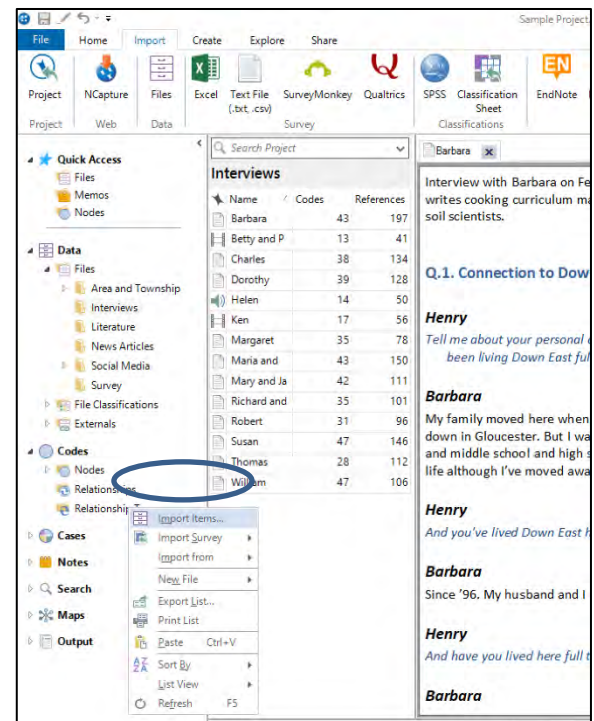 Sample Project.
File Home Import Create Explore Share
Project NCapture Files Excel Text File (.txt, .csv) SurveyMonkey Qualtrics SPSS Classification Sheet EndNote
Project Web Data Survey Classifications
Quick Access
Files
Memos
Nodes
Data
Files
Area and Township
Interviews
Literature
News Articles
Social Media
Survey
File Classifications
Externals
Codes
Nodes
Relationships
Relationship
Cases
Notes
Search
Maps
Output
Search Project
Interviews
Name Codes References
Barbara 43 197
Betty and P 13 41
Charles 38 134
Dorothy 39 128
Helen 14 50
Ken 17 56
Margaret 35 78
Maria and 43 150
Mary and Ja 42 111
Richard and 35 101
Robert 31 96
Susan 47 146
Thomas 28 112
William 47 106
Import Items...
Import Survey
Import from
New File
Export List...
Print List
Paste Ctrl+V
Sort By
List View
Refresh F5
Barbara
Interview with Barbara on Fe
writes cooking curriculum ma
soil scientists.
Q.1. Connection to Dow
Henry
Tell me about your personal
been living Down East ful
Barbara
My family moved here when
down in Gloucester. But I wa
and middle school and high s
life although I've moved awa
Henry
And you've lived Down East h
Barbara
Since '96. My husband and I
Henry
And have you lived here full t
Barbara